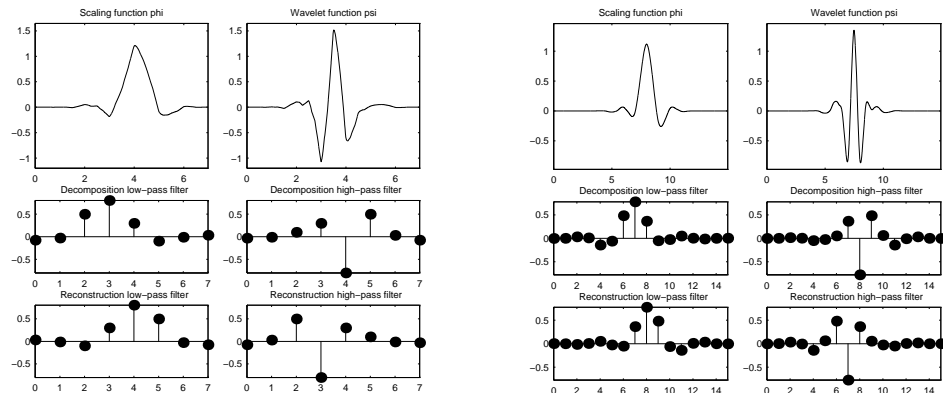 Scaling function phi
Wavelet function psi
1.5
1
0.5
0
−0.5
−1
0 2 4 6
1.5
1
0.5
0
−0.5
−1
0 2 4 6
Decomposition low−pass filter
Decomposition high−pass filter
0.5
0
−0.5
0 1 2 3 4 5 6 7
0.5
0
−0.5
0 1 2 3 4 5 6 7
Reconstruction low−pass filter
Reconstruction high−pass filter
0.5
0
−0.5
0 1 2 3 4 5 6 7
0.5
0
−0.5
0 1 2 3 4 5 6 7
Scaling function phi
Wavelet function psi
1
0.5
0
−0.5
0 5 10
1
0.5
0
−0.5
0 5 10
Decomposition low−pass filter
Decomposition high−pass filter
0.5
0
−0.5
0 2 4 6 8 10 12 14
0.5
0
−0.5
0 2 4 6 8 10 12 14
Reconstruction low−pass filter
Reconstruction high−pass filter
0.5
0
−0.5
0 2 4 6 8 10 12 14
0.5
0
−0.5
0 2 4 6 8 10 12 14